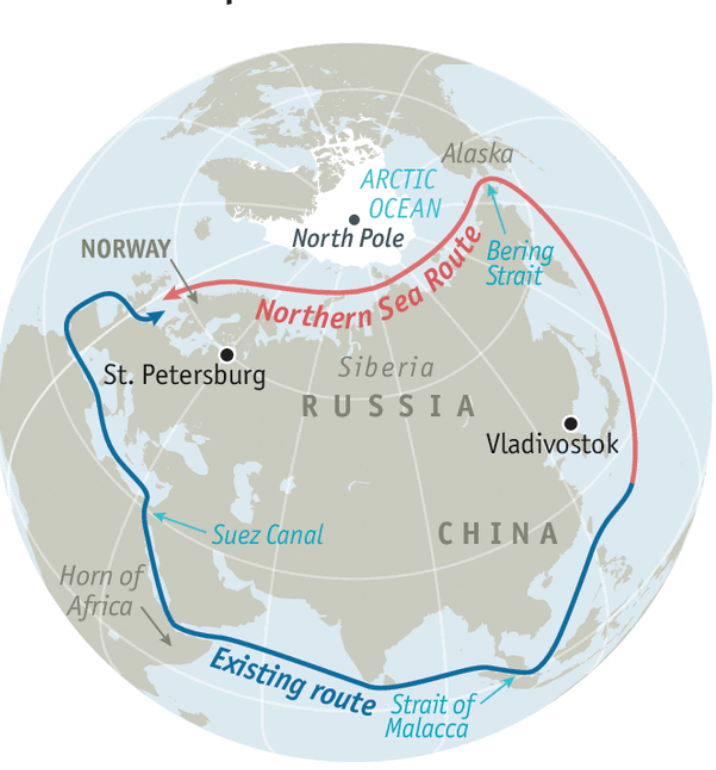 Alaska
ARCTIC
OCEAN
North Pole
NORWAY
Bering
Strait
Northern Sea Route
St. Petersburg
Siberia
RUSSIA
Vladivostok
Suez Canal
CHINA
Horn of
Africa
Existing route
Strait of
Malacca